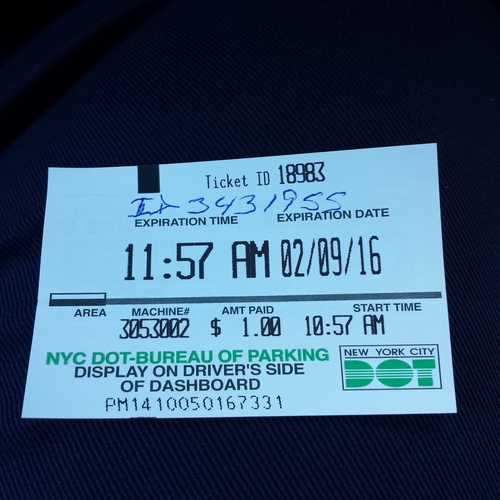 Ticket ID 18983
ID 3431955
EXPIRATION TIME EXPIRATION DATE
11:57 AM 02/09/16
AREA MACHINE# AMT PAID START TIME
3053002 $ 1.00 10:57 AM
NYC DOT-BUREAU OF PARKING
DISPLAY ON DRIVER'S SIDE
OF DASHBOARD
NEW YORK CITY
DOT
PM1410050167331